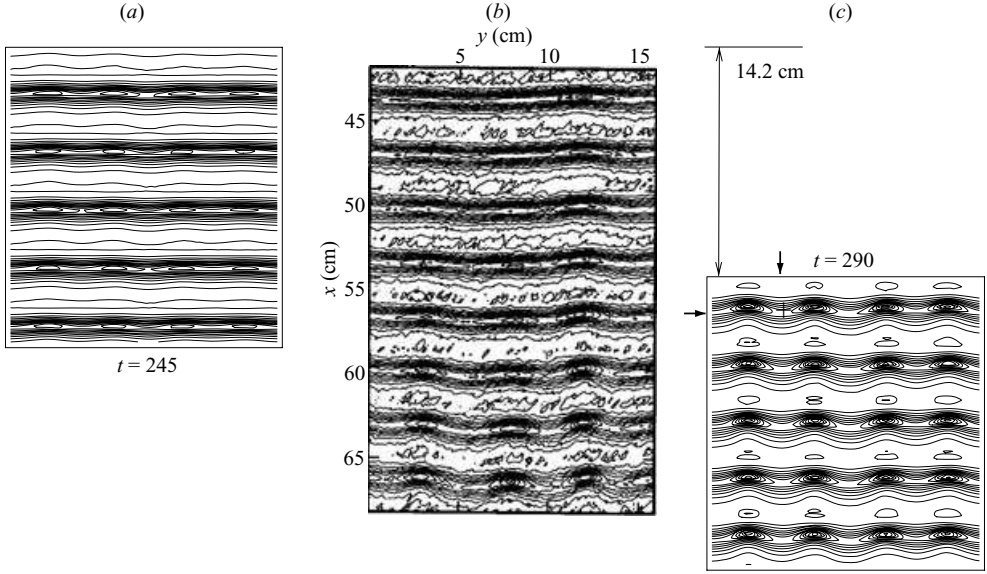 (a)
(b)
(c)
y (cm)
5
10
15
14.2 cm
45
50
x (cm)
55
60
65
t = 245
t = 290